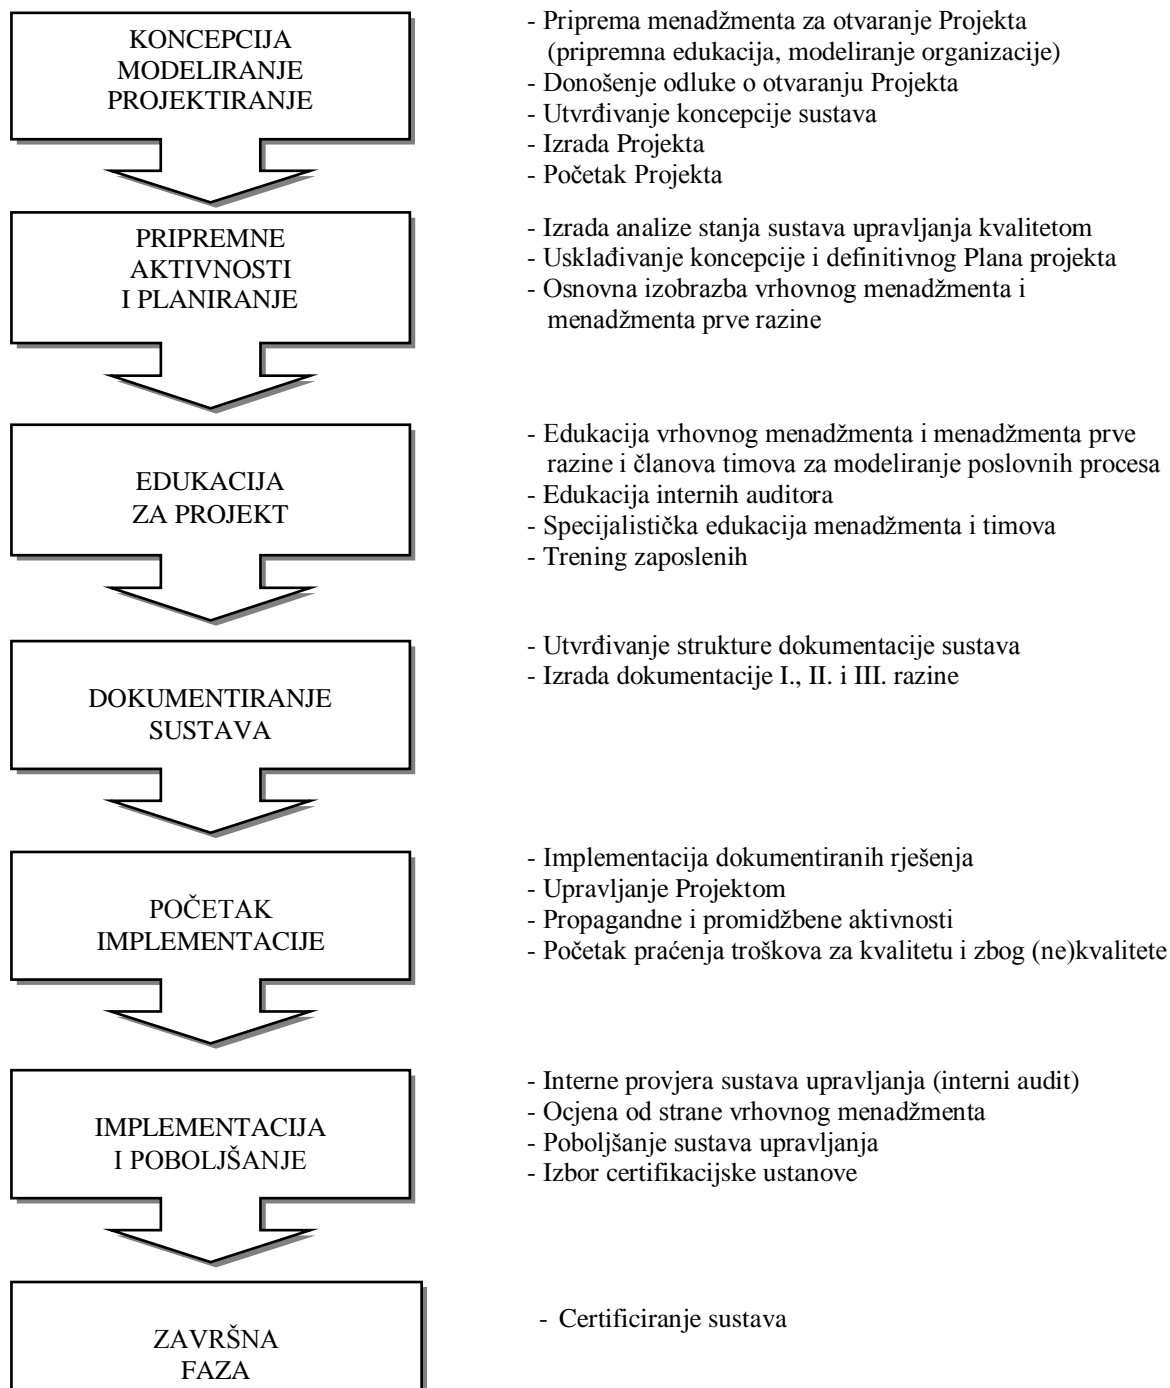 KONCEPCIJA
MODELIRANJE
PROJEKTIRANJE
- Priprema menadžmenta za otvaranje Projekta
(pripremna edukacija, modeliranje organizacije)
- Donošenje odluke o otvaranju Projekta
- Utvrđivanje koncepcije sustava
- Izrada Projekta
- Početak Projekta
PRIPREMNE
AKTIVNOSTI
I PLANIRANJE
- Izrada analize stanja sustava upravljanja kvalitetom
- Usklađivanje koncepcije i definitivnog Plana projekta
- Osnovna izobrazba vrhovnog menadžmenta i
menadžmenta prve razine
EDUKACIJA
ZA PROJEKT
- Edukacija vrhovnog menadžmenta i menadžmenta prve
razine i članova timova za modeliranje poslovnih procesa
- Edukacija internih auditora
- Specijalistička edukacija menadžmenta i timova
- Trening zaposlenih
DOKUMENTIRANJE
SUSTAVA
- Utvrđivanje strukture dokumentacije sustava
- Izrada dokumentacije I., II. i III. razine
POČETAK
IMPLEMENTACIJE
- Implementacija dokumentiranih rješenja
- Upravljanje Projektom
- Propagandne i promidžbene aktivnosti
- Početak praćenja troškova za kvalitetu i zbog (ne)kvalitete
IMPLEMENTACIJA
I POBOLJŠANJE
- Interne provjera sustava upravljanja (interni audit)
- Ocjena od strane vrhovnog menadžmenta
- Poboljšanje sustava upravljanja
- Izbor certifikacijske ustanove
ZAVRŠNA
FAZA
- Certificiranje sustava